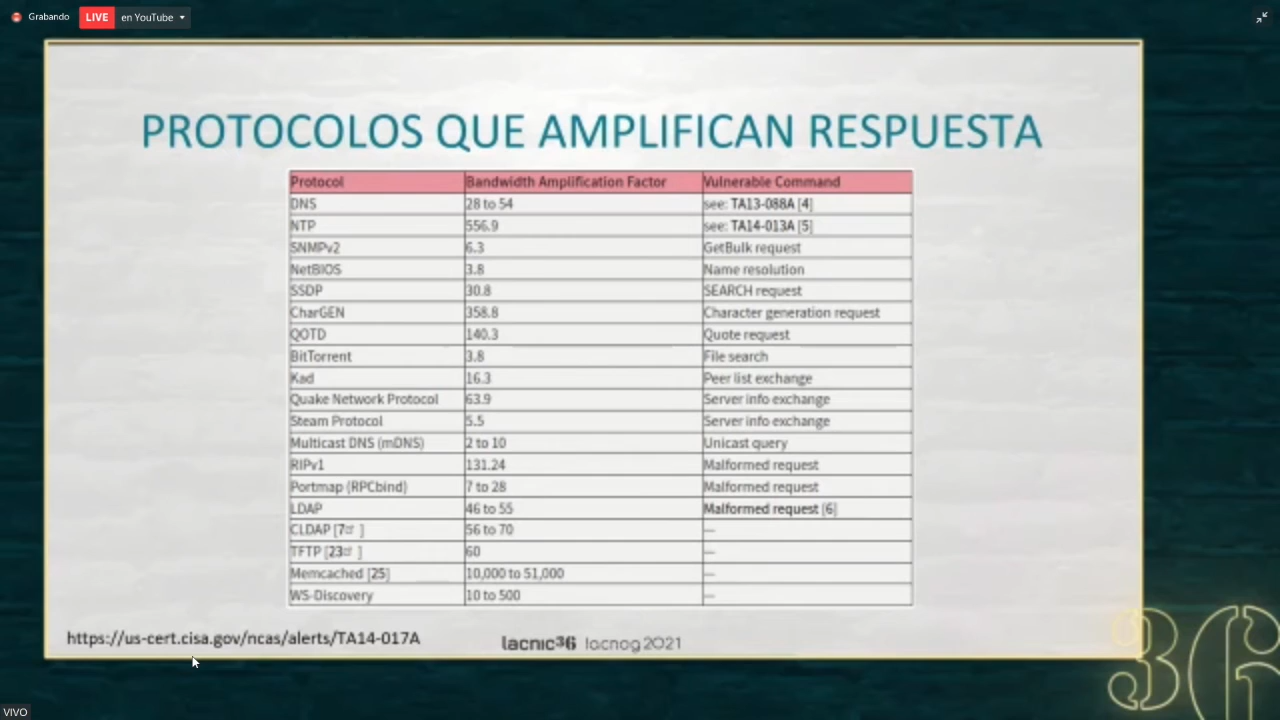 Grabando LIVE en YouTube
PROTOCOLOS QUE AMPLIFICAN RESPUESTA
Protocol Bandwidth Amplification Factor Vulnerable Command
DNS 28 to 54 see: TA13-088A [4]
NTP 556.9 see: TA14-013A [5]
SNMPv2 6.3 GetBulk request
NetBIOS 3.8 Name resolution
SSDP 30.8 SEARCH request
CharGEN 358.8 Character generation request
QOTD 140.3 Quote request
BitTorrent 3.8 File search
Kad 16.3 Peer list exchange
Quake Network Protocol 63.9 Server info exchange
Steam Protocol 5.5 Server info exchange
Multicast DNS (mDNS) 2 to 10 Unicast query
RIPv1 131.24 Malformed request
Portmap (RPCbind) 7 to 28 Malformed request
LDAP 46 to 55 Malformed request [6]
CLDAP [7 ] 56 to 70 —
TFTP [23 ] 60 —
Memcached [25] 10,000 to 51,000 —
WS-Discovery 10 to 500 —
https://us-cert.cisa.gov/ncas/alerts/TA14-017A
lacnic36 lacnog2021
36
VIVO